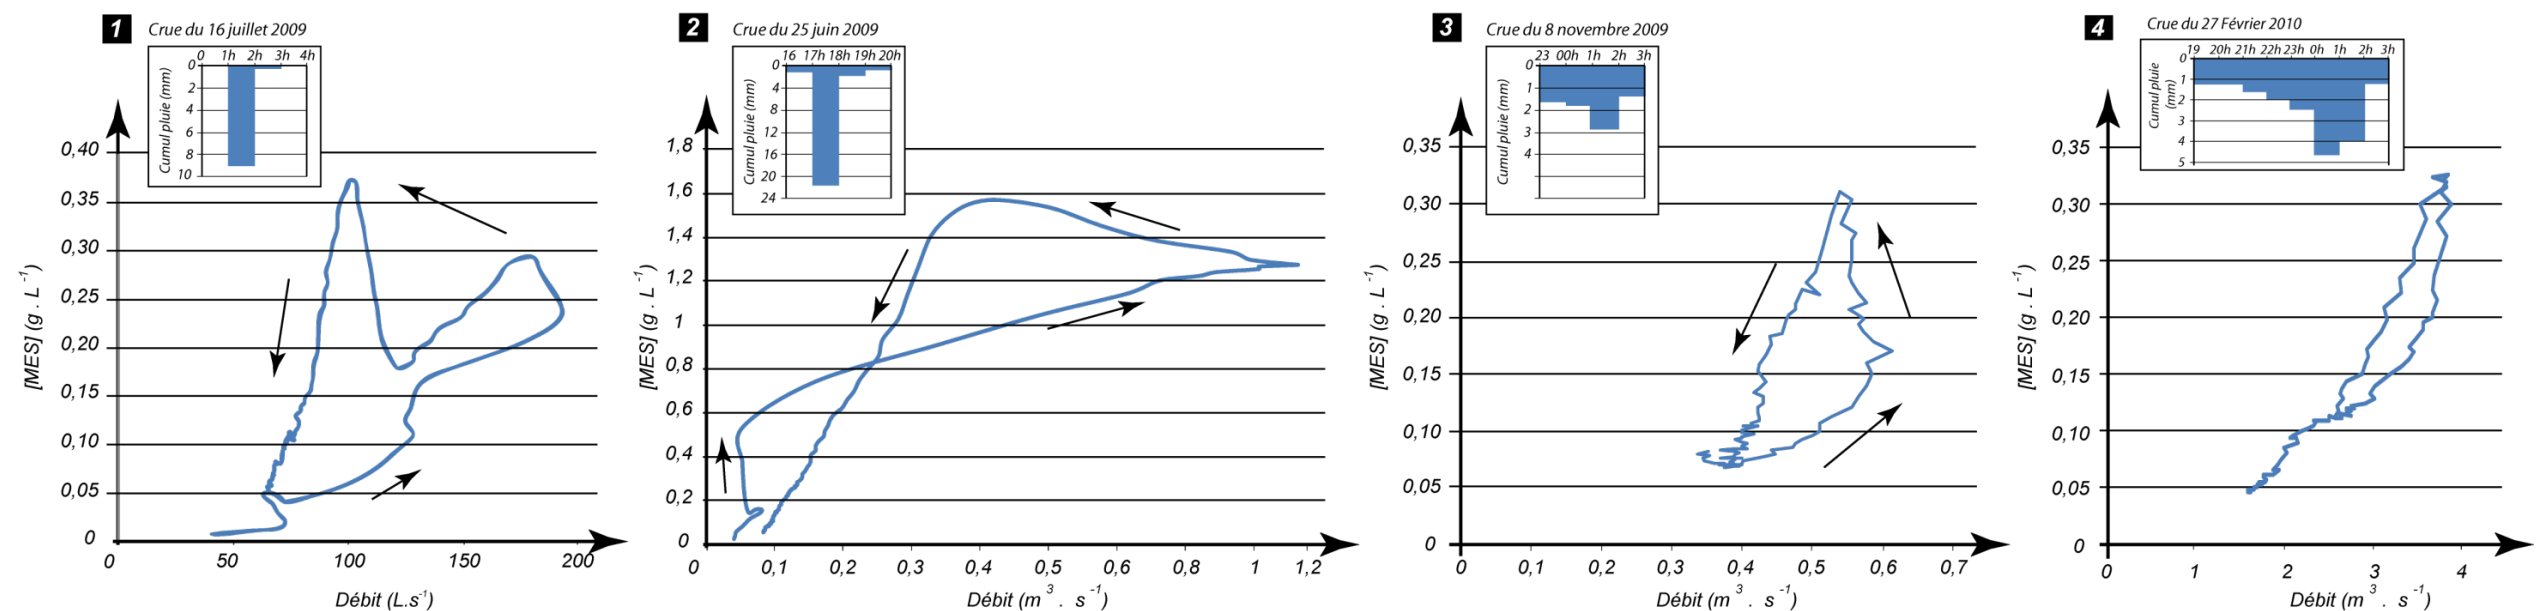 1 Crue du 16 juillet 2009
0 1h 2h 3h 4h
Cumul pluie (mm)
0
2
4
6
8
10
[MES] (g . L⁻¹)
0,40
0,35
0,30
0,25
0,20
0,15
0,10
0,05
0
0 50 100 150 200
Débit (L.s⁻¹)
2 Crue du 25 juin 2009
16 17h 18h 19h 20h
Cumul pluie (mm)
0
4
8
12
16
20
24
[MES] (g . L⁻¹)
1,8
1,6
1,4
1,2
1
0,8
0,6
0,4
0,2
0
0 0,1 0,2 0,3 0,4 0,5 0,6 0,8 1 1,2
Débit (m³ . s⁻¹)
3 Crue du 8 novembre 2009
23 00h 1h 2h 3h
Cumul pluie (mm)
0
1
2
3
4
[MES] (g . L⁻¹)
0,35
0,30
0,25
0,20
0,15
0,10
0,05
0
0 0,1 0,2 0,3 0,4 0,5 0,6 0,7
Débit (m³ . s⁻¹)
4 Crue du 27 Février 2010
19 20h 21h 22h 23h 0h 1h 2h 3h
Cumul pluie
(mm)
0
1
2
3
4
5
[MES] (g . L⁻¹)
0,35
0,30
0,25
0,20
0,15
0,10
0,05
0
0 1 2 3 4
Débit (m³ . s⁻¹)